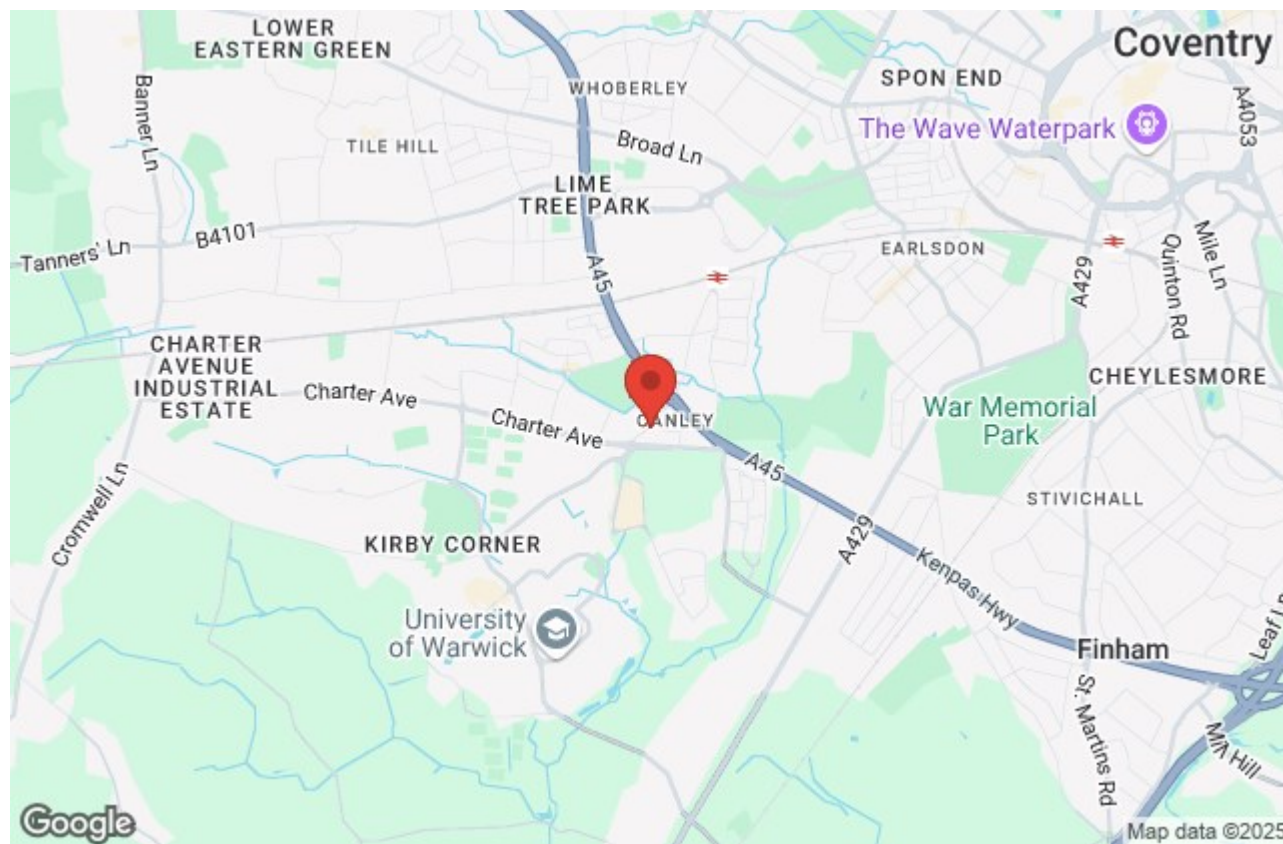 LOWER
EASTERN GREEN
Coventry
WHOBERLEY
SPON END
Banner Ln
The Wave Waterpark
A4053
TILE HILL
Broad Ln
LIME
TREE PARK
Tanners' Ln
B4101
A45
EARLSDON
A429
Quinton Rd
Mile Ln
CHARTER
AVENUE
INDUSTRIAL
ESTATE
Charter Ave
Charter Ave
CANLEY
CHEYLESMORE
War Memorial
Park
A45
Cromwell Ln
STIVICHALL
KIRBY CORNER
A429
Kenpas Hwy
University
of Warwick
Leaf Ln
Finham
St. Martins Rd
Mill Hill
Google
Map data ©2025